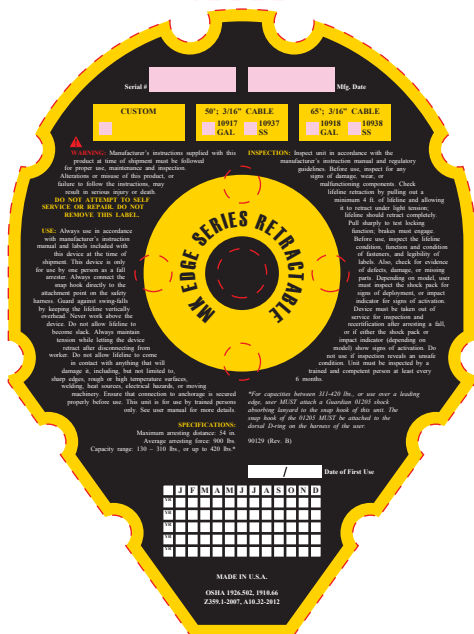 Serial #
Mfg. Date
CUSTOM
50'; 3/16" CABLE
10917
GAL
10937
SS
65'; 3/16" CABLE
10918
GAL
10938
SS
WARNING: Manufacturer's instructions supplied with this
product at time of shipment must be followed
for proper use, maintenance and inspection.
Alterations or misuse of this product, or
failure to follow the instructions, may
result in serious injury or death.
DO NOT ATTEMPT TO SELF
SERVICE OR REPAIR. DO NOT
REMOVE THIS LABEL.
USE: Always use in accordance
with manufacturer's instruction
manual and labels included with
this device at the time of
shipment. This device is only
for use by one person as a fall
arrester. Always connect the
snap hook directly to the
attachment point on the safety
harness. Guard against swing-falls
by keeping the lifeline vertically
overhead. Never work above the
device. Do not allow lifeline to
become slack. Always maintain
tension while letting the device
retract after disconnecting from
worker. Do not allow lifeline to come
in contact with anything that will
damage it, including, but not limited to,
sharp edges, rough or high temperature surfaces,
welding, heat sources, electrical hazards, or moving
machinery. Ensure that connection to anchorage is secured
properly before use. This unit is for use by trained persons
only. See user manual for more details.
SPECIFICATIONS:
Maximum arresting distance: 54 in.
Average arresting force: 900 lbs.
Capacity range: 130 – 310 lbs., or up to 420 lbs.*
INSPECTION: Inspect unit in accordance with the
manufacturer's instruction manual and regulatory
guidelines. Before use, inspect for any
signs of damage, wear, or
malfunctioning components. Check
lifeline retraction by pulling out a
minimum 4 ft. of lifeline and allowing
it to retract under light tension;
lifeline should retract completely.
Pull sharply to test locking
function; brakes must engage.
Before use, inspect the lifeline
condition, function and condition
of fasteners, and legibility of
labels. Also, check for evidence
of defects, damage, or missing
parts. Depending on model, user
must inspect the shock pack for
signs of deployment, or impact
indicator for signs of activation.
Device must be taken out of
service for inspection and
recertification after arresting a fall,
or if either the shock pack or
impact indicator (depending on
model) show signs of activation. Do
not use if inspection reveals an unsafe
condition. Unit must be inspected by a
trained and competent person at least every
6 months.
*For capacities between 311-420 lbs., or use over a leading
edge, user MUST attach a Guardian 01205 shock
absorbing lanyard to the snap hook of this unit. The
snap hook of the 01205 MUST be attached to the
dorsal D-ring on the harness of the user.
90129 (Rev. B)
MK EDGE SERIES RETRACTABLE
/ Date of First Use
J F M A M J J A S O N D
YR
YR
YR
YR
YR
MADE IN U.S.A.
OSHA 1926.502, 1910.66
Z359.1-2007, A10.32-2012